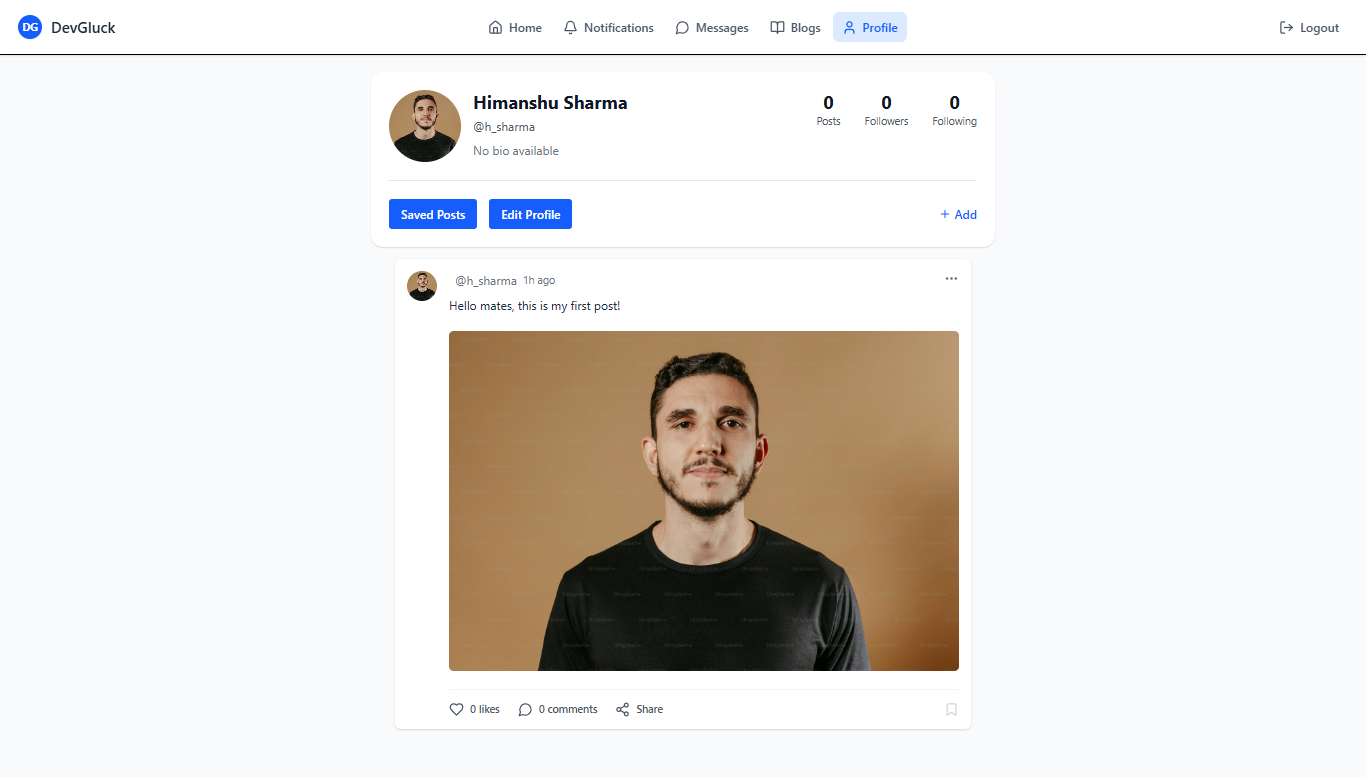 DG DevGluck
Home Notifications Messages Blogs Profile
Logout
Himanshu Sharma
@h_sharma
No bio available
0 0 0
Posts Followers Following
Saved Posts Edit Profile + Add
@h_sharma 1h ago
Hello mates, this is my first post!
0 likes 0 comments Share